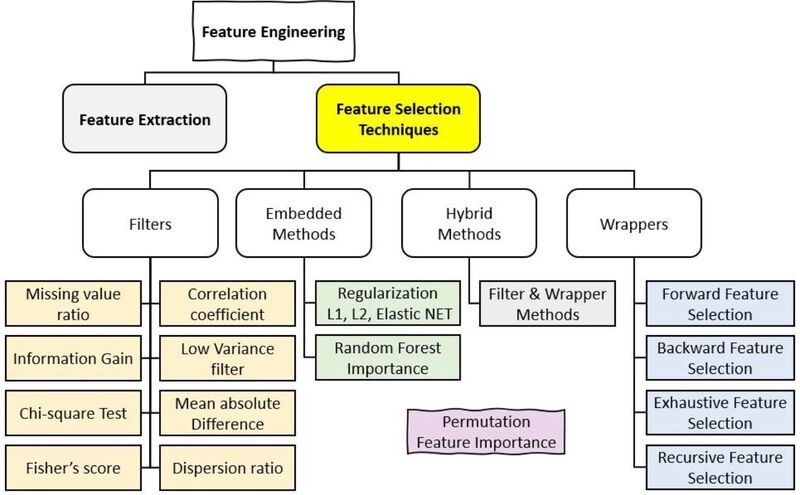 Feature Engineering
Feature Extraction
Feature Selection
Techniques
Filters
Embedded
Methods
Hybrid
Methods
Wrappers
Missing value
ratio
Correlation
coefficient
Regularization
L1, L2, Elastic NET
Filter & Wrapper
Methods
Forward Feature
Selection
Information Gain
Low Variance
filter
Random Forest
Importance
Backward Feature
Selection
Chi-square Test
Mean absolute
Difference
Permutation
Feature Importance
Exhaustive Feature
Selection
Fisher's score
Dispersion ratio
Recursive Feature
Selection